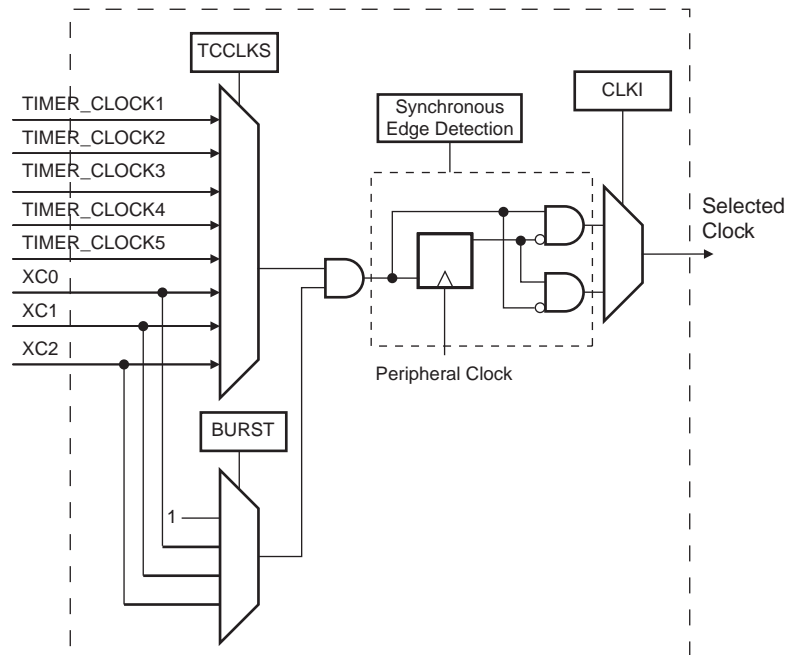 TCCLKS
TIMER_CLOCK1
TIMER_CLOCK2
TIMER_CLOCK3
TIMER_CLOCK4
TIMER_CLOCK5
XC0
XC1
XC2
Synchronous
Edge Detection
CLKI
Selected
Clock
Peripheral Clock
BURST
1